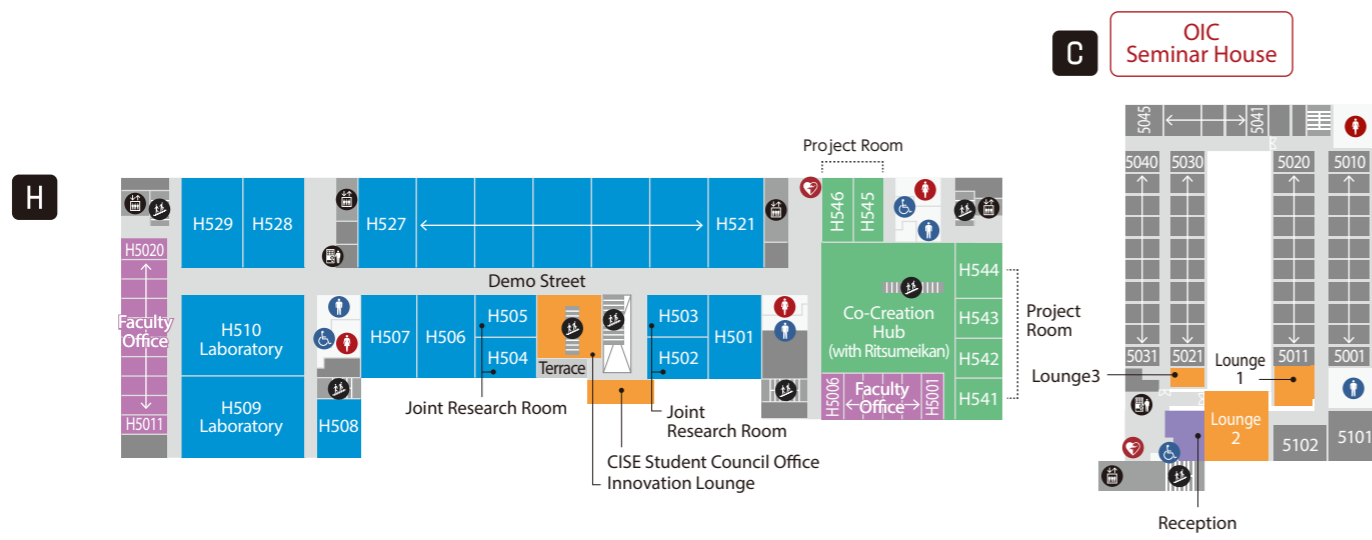 C
OIC
Seminar House
H
Project Room
H529
H528
H527
H521
H546
H545
H5020
Faculty
Office
H5011
Demo Street
H510
Laboratory
H509
Laboratory
H508
H507
H506
H505
H504
Terrace
H503
H502
H501
Joint Research Room
Joint
Research Room
CISE Student Council Office
Innovation Lounge
Co-Creation
Hub
(with Ritsumeikan)
H544
H543
H542
H541
Project
Room
H5006
Faculty
Office
H5001
5045
5041
5040
5030
5020
5010
5031
5021
5011
5001
Lounge
1
Lounge3
Lounge
2
5102
5101
Reception